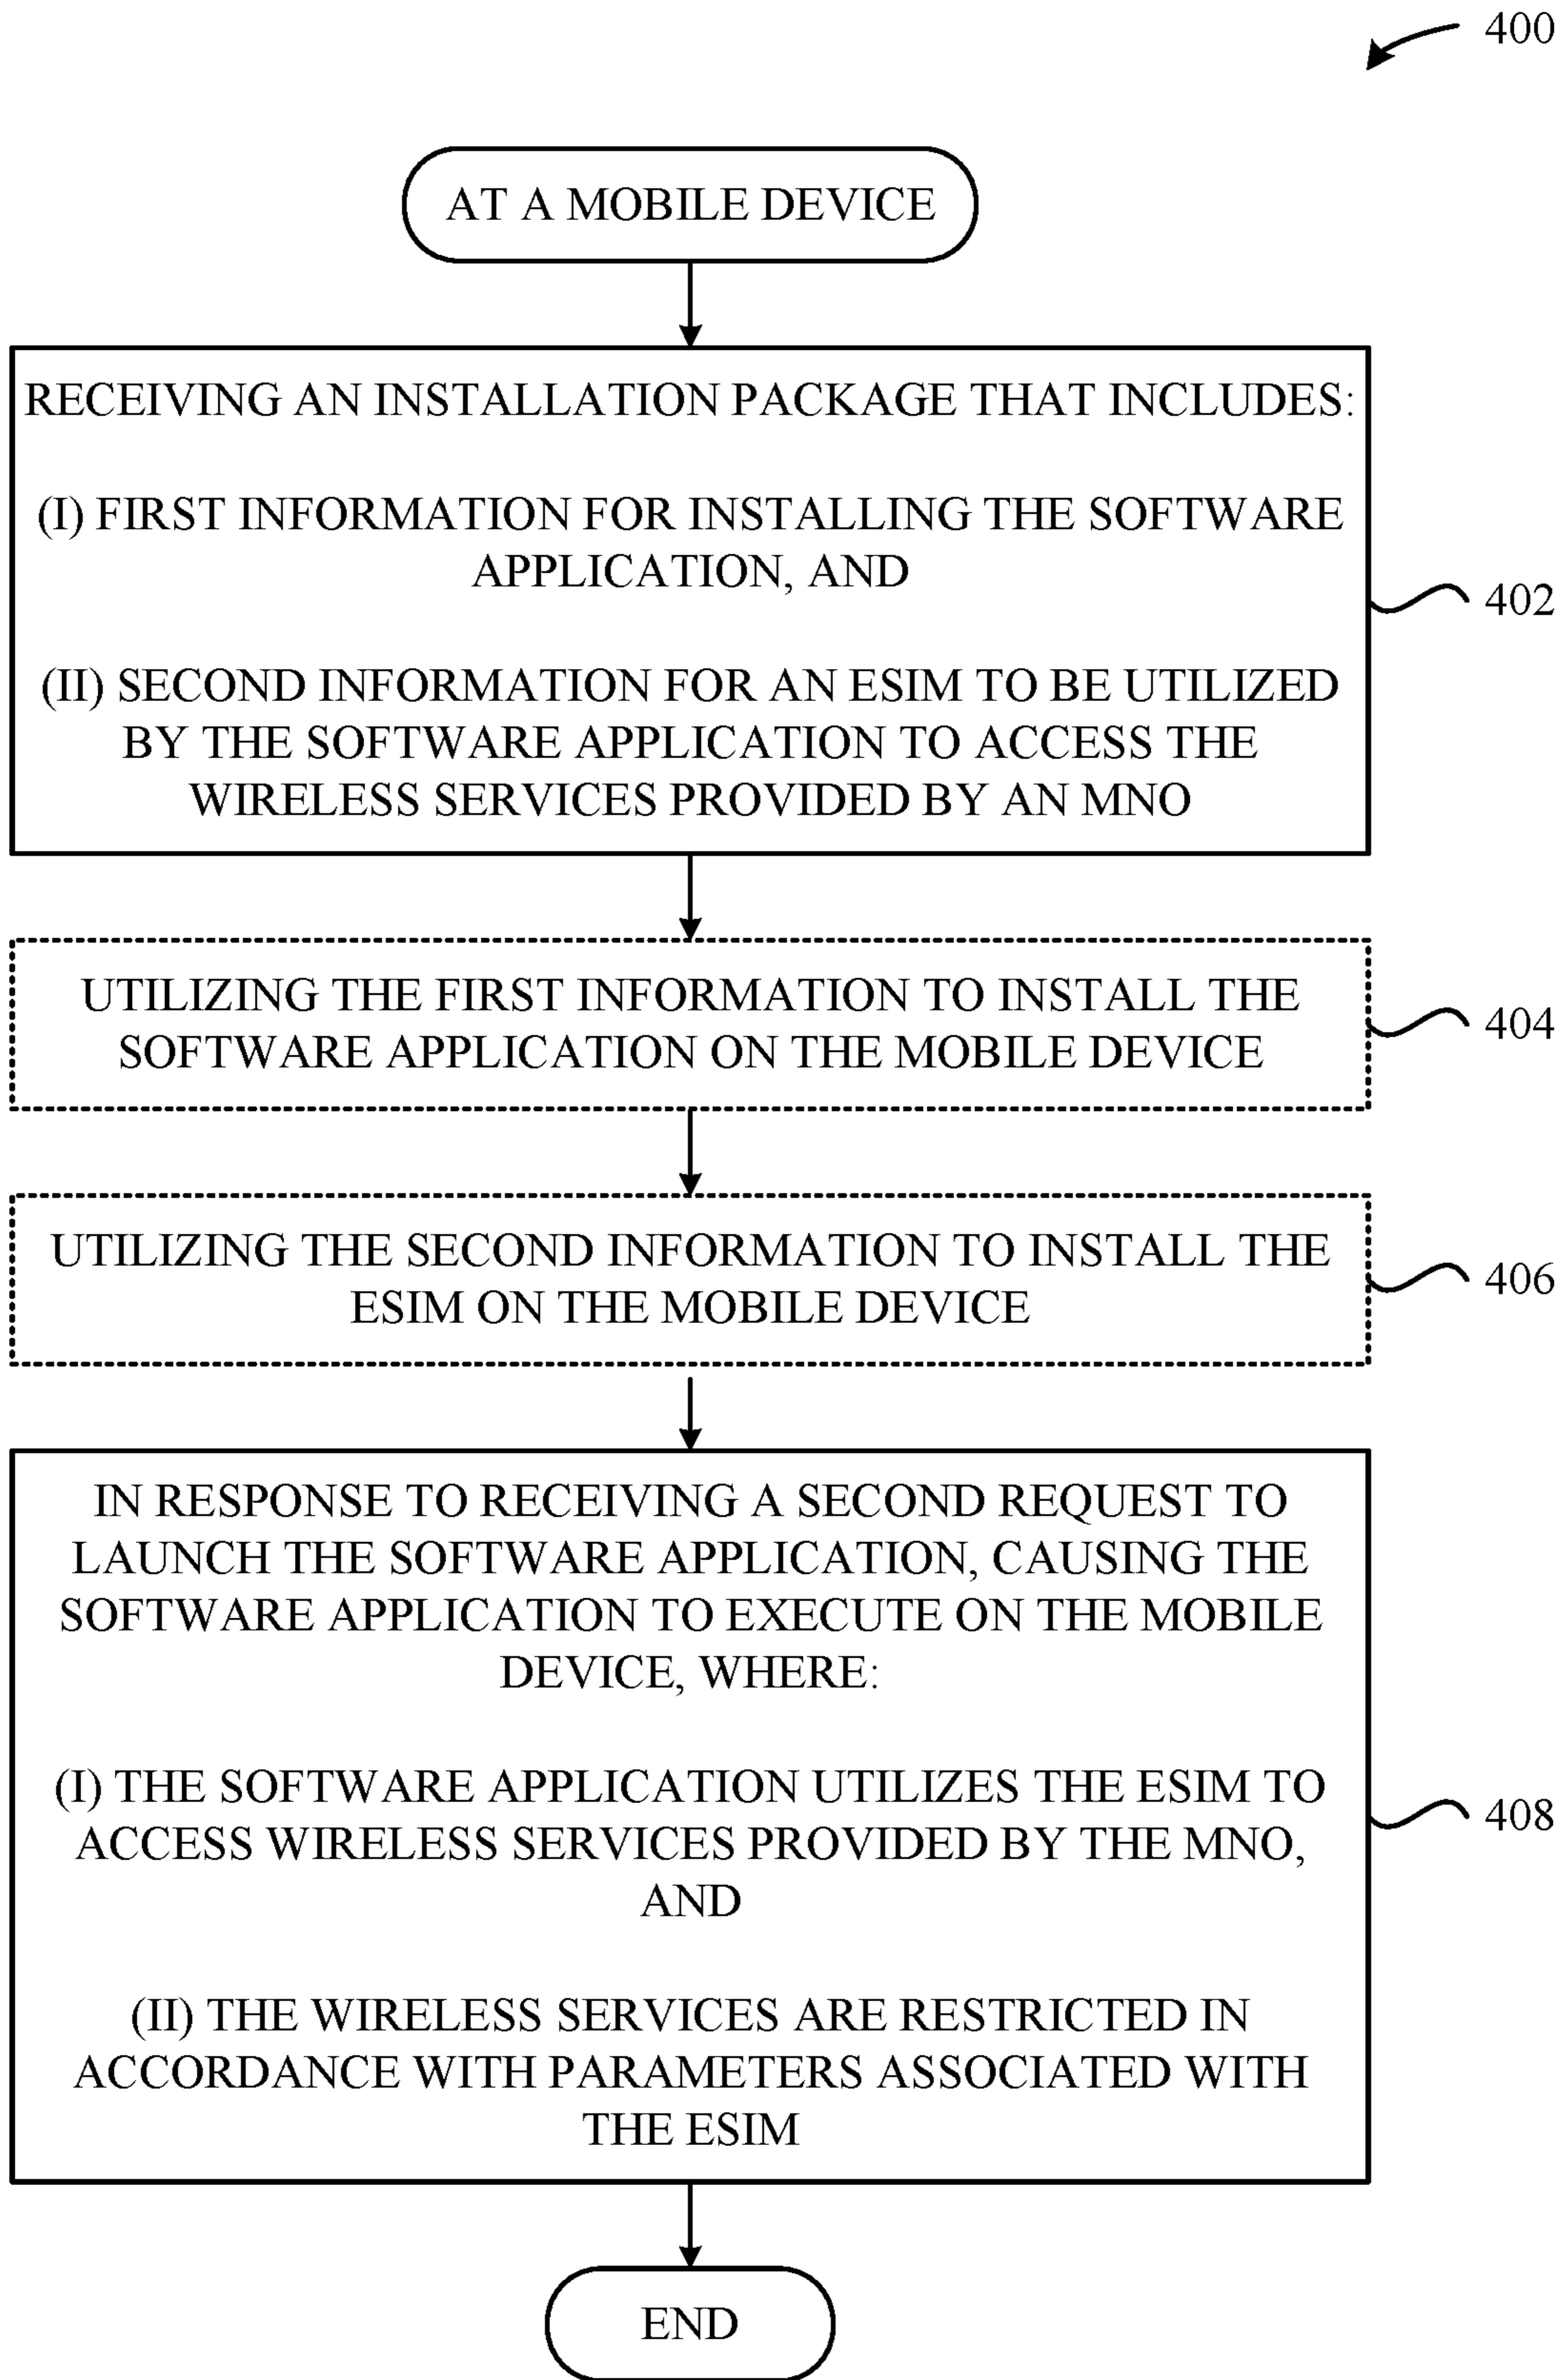 400
AT A MOBILE DEVICE
RECEIVING AN INSTALLATION PACKAGE THAT INCLUDES:
(I) FIRST INFORMATION FOR INSTALLING THE SOFTWARE
APPLICATION, AND
(II) SECOND INFORMATION FOR AN ESIM TO BE UTILIZED
BY THE SOFTWARE APPLICATION TO ACCESS THE
WIRELESS SERVICES PROVIDED BY AN MNO
402
UTILIZING THE FIRST INFORMATION TO INSTALL THE
SOFTWARE APPLICATION ON THE MOBILE DEVICE
404
UTILIZING THE SECOND INFORMATION TO INSTALL THE
ESIM ON THE MOBILE DEVICE
406
IN RESPONSE TO RECEIVING A SECOND REQUEST TO
LAUNCH THE SOFTWARE APPLICATION, CAUSING THE
SOFTWARE APPLICATION TO EXECUTE ON THE MOBILE
DEVICE, WHERE:
(I) THE SOFTWARE APPLICATION UTILIZES THE ESIM TO
ACCESS WIRELESS SERVICES PROVIDED BY THE MNO,
AND
(II) THE WIRELESS SERVICES ARE RESTRICTED IN
ACCORDANCE WITH PARAMETERS ASSOCIATED WITH
THE ESIM
408
END